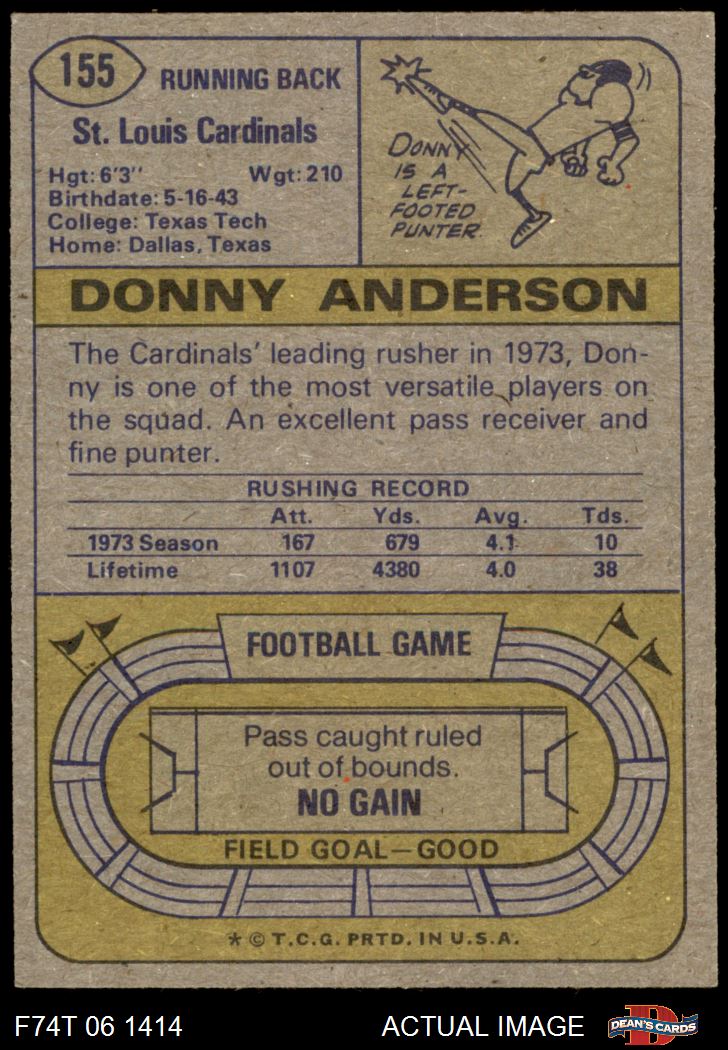 155
RUNNING BACK
St. Louis Cardinals
Hgt: 6'3" Wgt: 210
Birthdate: 5-16-43
College: Texas Tech
Home: Dallas, Texas
DONNY
IS A
LEFT-
FOOTED
PUNTER.
DONNY ANDERSON
The Cardinals' leading rusher in 1973, Don-
ny is one of the most versatile players on
the squad. An excellent pass receiver and
fine punter.
RUSHING RECORD
Att. Yds. Avg. Tds.
1973 Season 167 679 4.1 10
Lifetime 1107 4380 4.0 38
FOOTBALL GAME
Pass caught ruled
out of bounds.
NO GAIN
FIELD GOAL—GOOD
* © T.C.G. PRTD. IN U.S.A.
F74T 06 1414 ACTUAL IMAGE
D
DEAN'S CARDS